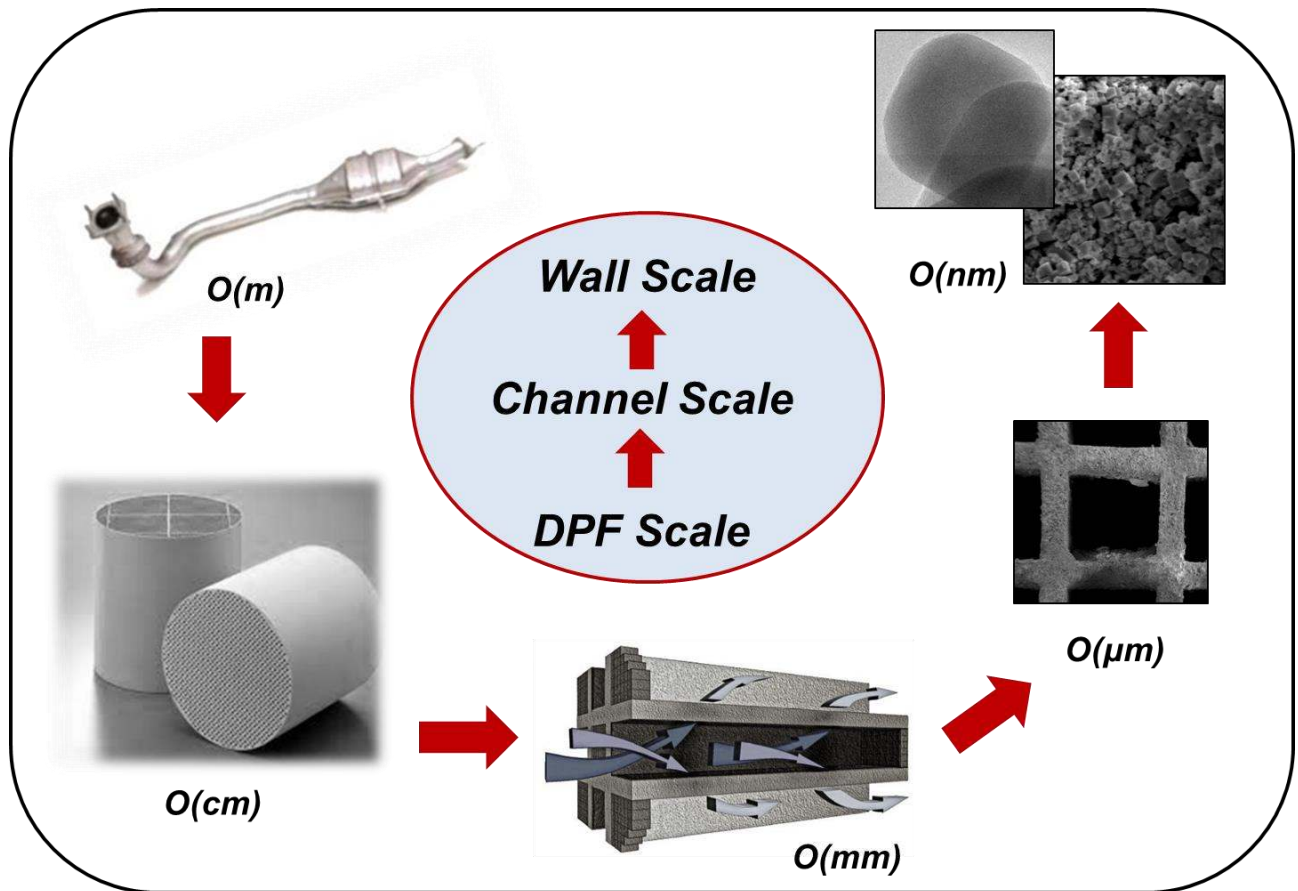 O(nm)
Wall Scale
O(m)
Channel Scale
DPF Scale
O(µm)
O(cm)
O(mm)